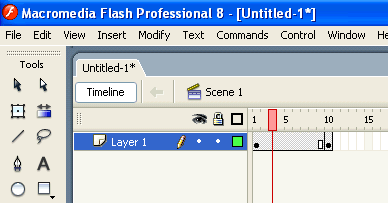 Macromedia Flash Professional 8 - [Untitled-1*]
File Edit View Insert Modify Text Commands Control Window Help
Tools
Untitled-1*
Timeline Scene 1
1 5 10 15
Layer 1
A